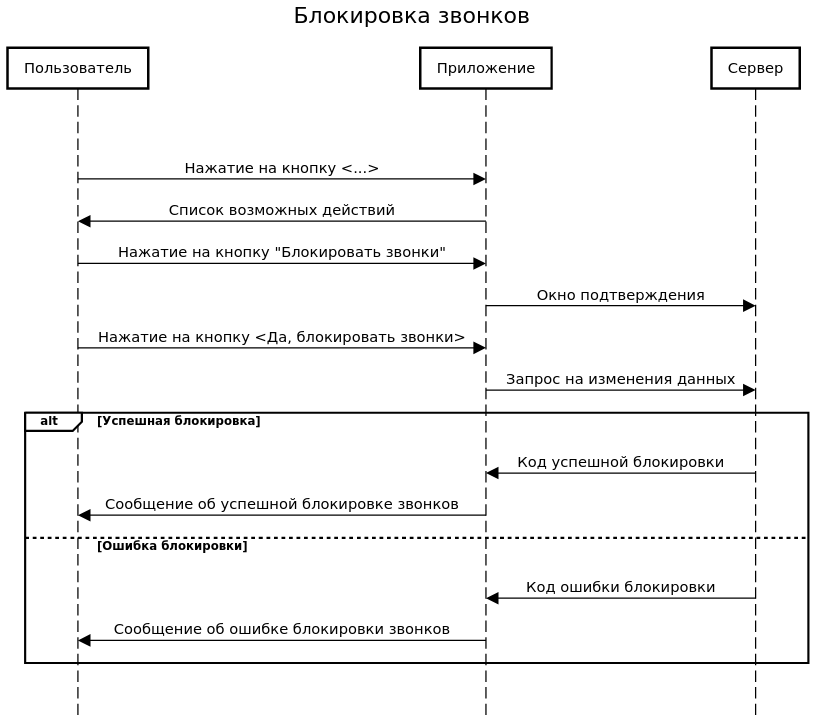 Блокировка звонков
Пользователь
Приложение
Сервер
Нажатие на кнопку <...>
Список возможных действий
Нажатие на кнопку "Блокировать звонки"
Окно подтверждения
Нажатие на кнопку <Да, блокировать звонки>
Запрос на изменения данных
alt
[Успешная блокировка]
Код успешной блокировки
Сообщение об успешной блокировке звонков
[Ошибка блокировки]
Код ошибки блокировки
Сообщение об ошибке блокировки звонков